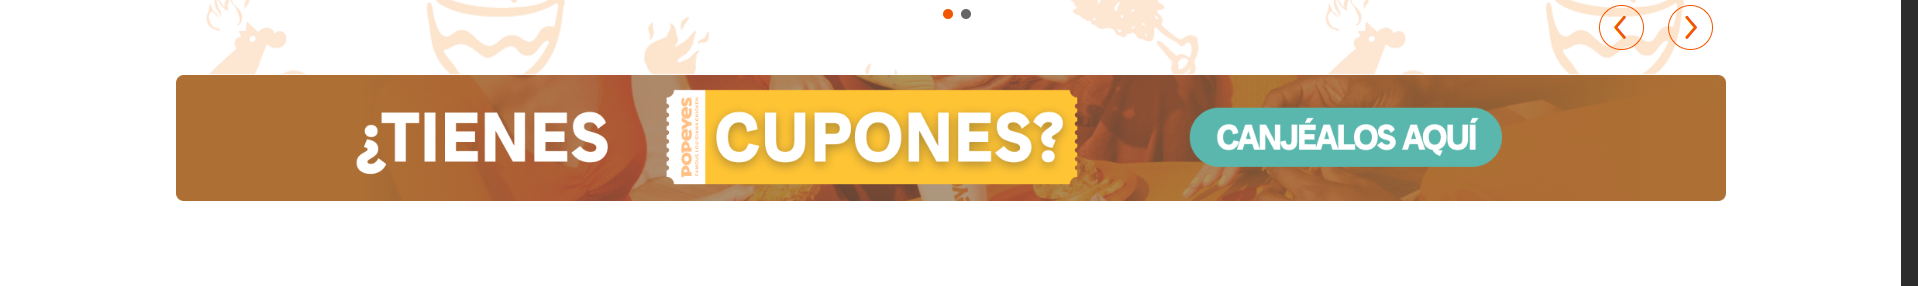 ¿TIENES CUPONES?
POPEYES
CANJÉALOS AQUÍ